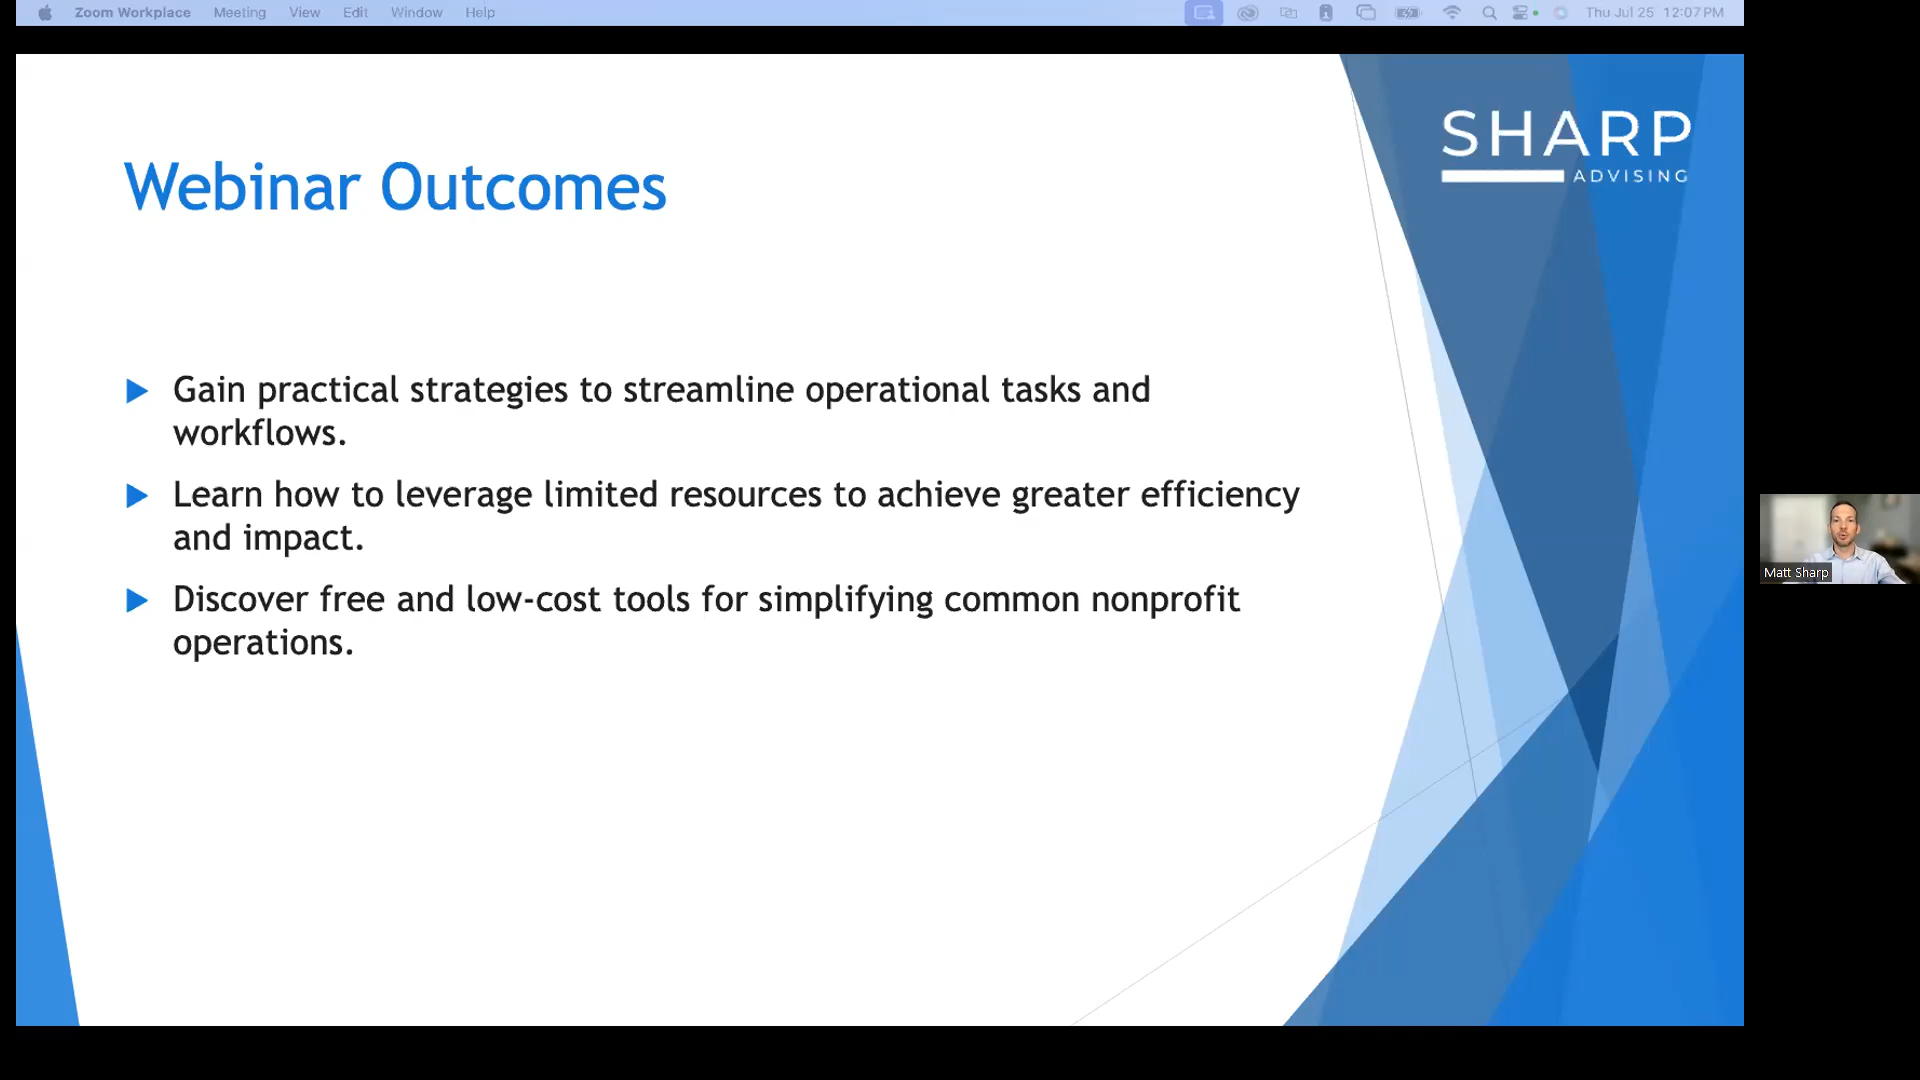 Zoom Workplace Meeting View Edit Window Help Thu Jul 25 12:07 PM
SHARP
ADVISING
Webinar Outcomes
Gain practical strategies to streamline operational tasks and
workflows.
Learn how to leverage limited resources to achieve greater efficiency
and impact.
Discover free and low-cost tools for simplifying common nonprofit
operations.
Matt Sharp